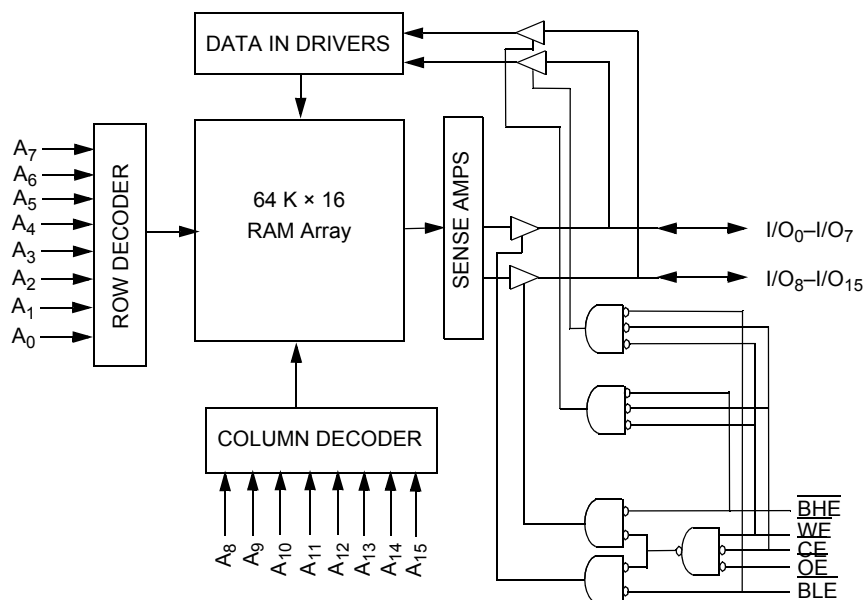 DATA IN DRIVERS
A7
A6
A5
A4
A3
A2
A1
A0
ROW DECODER
64 K × 16
RAM Array
SENSE AMPS
I/O0–I/O7
I/O8–I/O15
COLUMN DECODER
A8
A9
A10
A11
A12
A13
A14
A15
BHE
WE
CE
OE
BLE